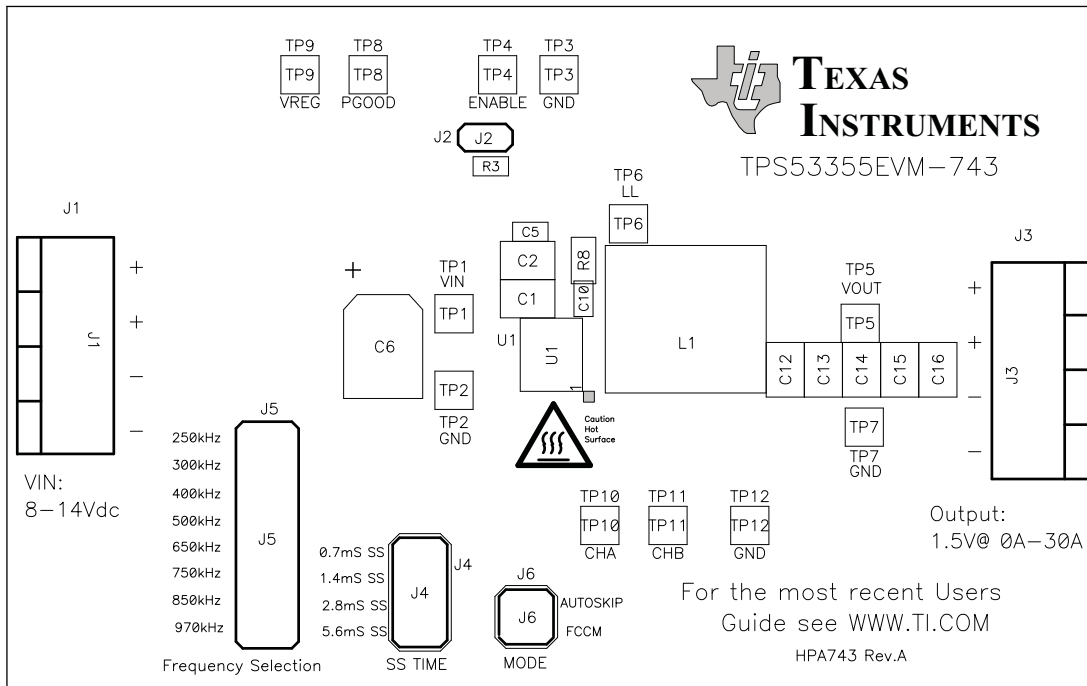 TP9 TP8 TP4 TP3
TP9 TP8 TP4 TP3
VREG PGOOD ENABLE GND
TEXAS
INSTRUMENTS
TPS53355EVM-743
J2 J2
R3
TP6
LL
TP6
J1
J3
C5
C2
R8
C10
C1
+
+
-
-
J1
+
TP1
VIN
TP1
C6
TP2
TP2
GND
U1
U1
1
L1
TP5
VOUT
TP5
C12 C13 C14 C15 C16
TP7
TP7
GND
+
+
-
-
J3
Caution
Hot
Surface
VIN:
8-14Vdc
J5
250kHz
300kHz
400kHz
500kHz
650kHz
750kHz
850kHz
970kHz
J5
Frequency Selection
0.7mS SS
1.4mS SS
2.8mS SS
5.6mS SS
J4
J4
SS TIME
J6
J6
AUTOSKIP
FCCM
MODE
TP10 TP11 TP12
TP10 TP11 TP12
CHA CHB GND
Output:
1.5V@ 0A-30A
For the most recent Users
Guide see WWW.TI.COM
HPA743 Rev.A